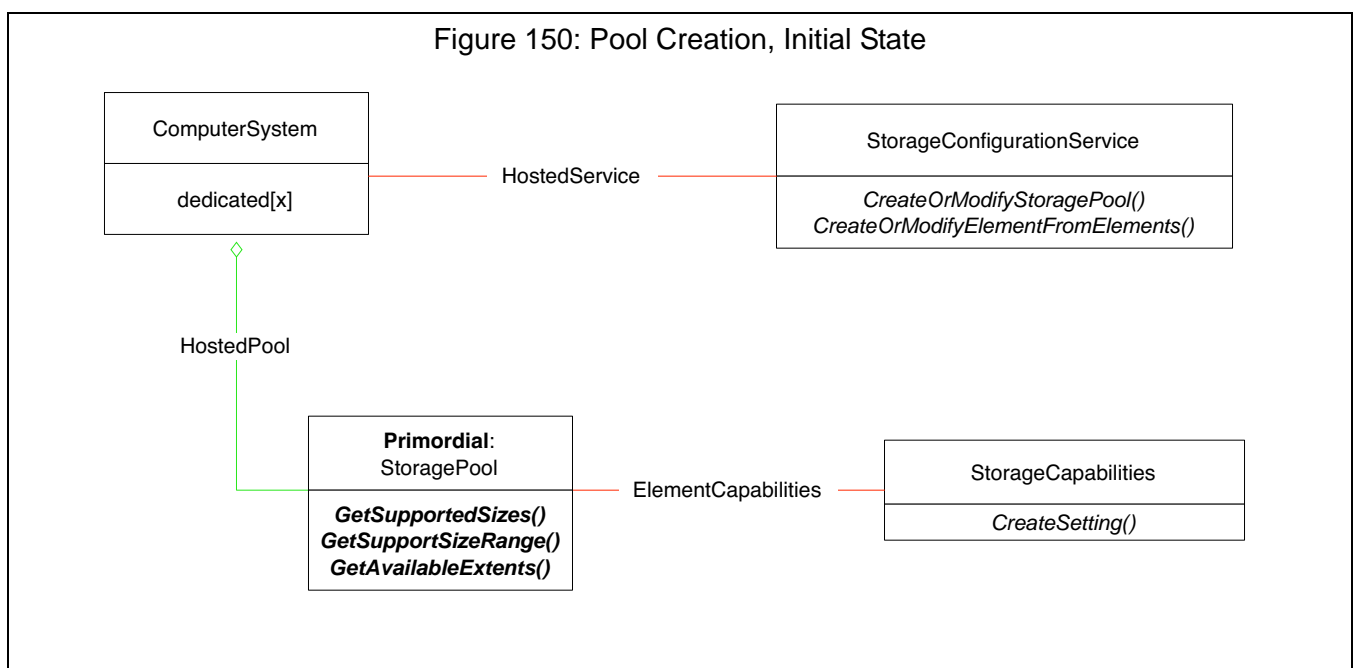 Figure 150: Pool Creation, Initial State
ComputerSystem
dedicated[x]
HostedService
StorageConfigurationService
CreateOrModifyStoragePool()
CreateOrModifyElementFromElements()
HostedPool
Primordial:
StoragePool
GetSupportedSizes()
GetSupportSizeRange()
GetAvailableExtents()
ElementCapabilities
StorageCapabilities
CreateSetting()